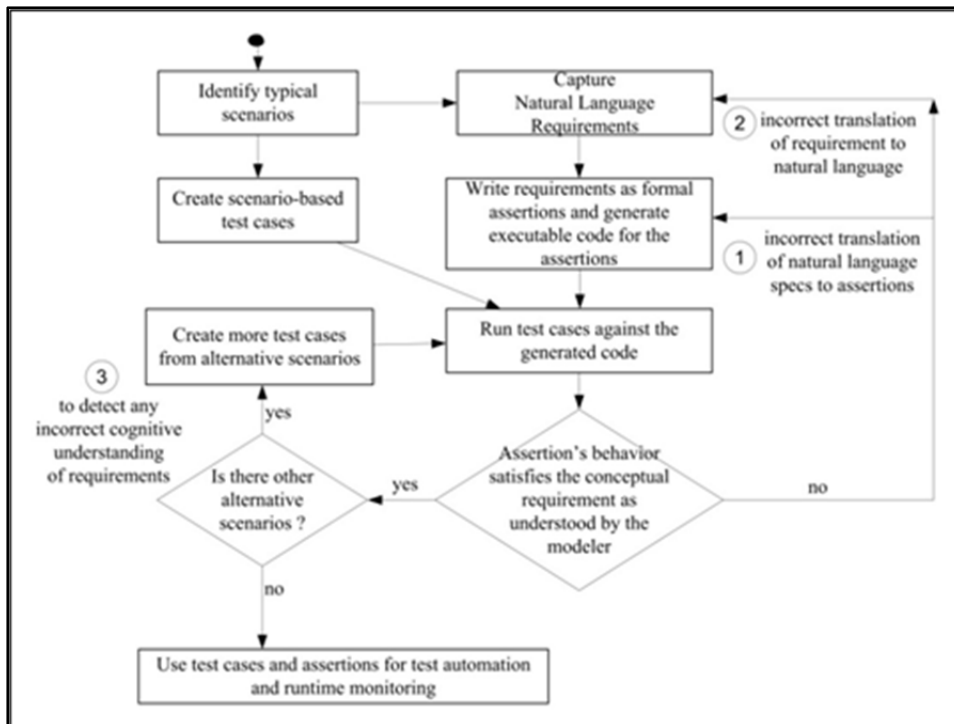 Identify typical
scenarios
Capture
Natural Language
Requirements
2
incorrect translation
of requirement to
natural language
Create scenario-based
test cases
Write requirements as formal
assertions and generate
executable code for the
assertions
1
incorrect translation
of natural language
specs to assertions
Create more test cases
from alternative scenarios
Run test cases against the
generated code
3
to detect any
incorrect cognitive
understanding
of requirements
yes
Is there other
alternative
scenarios ?
yes
Assertion's behavior
satisfies the conceptual
requirement as
understood by the
modeler
no
no
Use test cases and assertions for test automation
and runtime monitoring